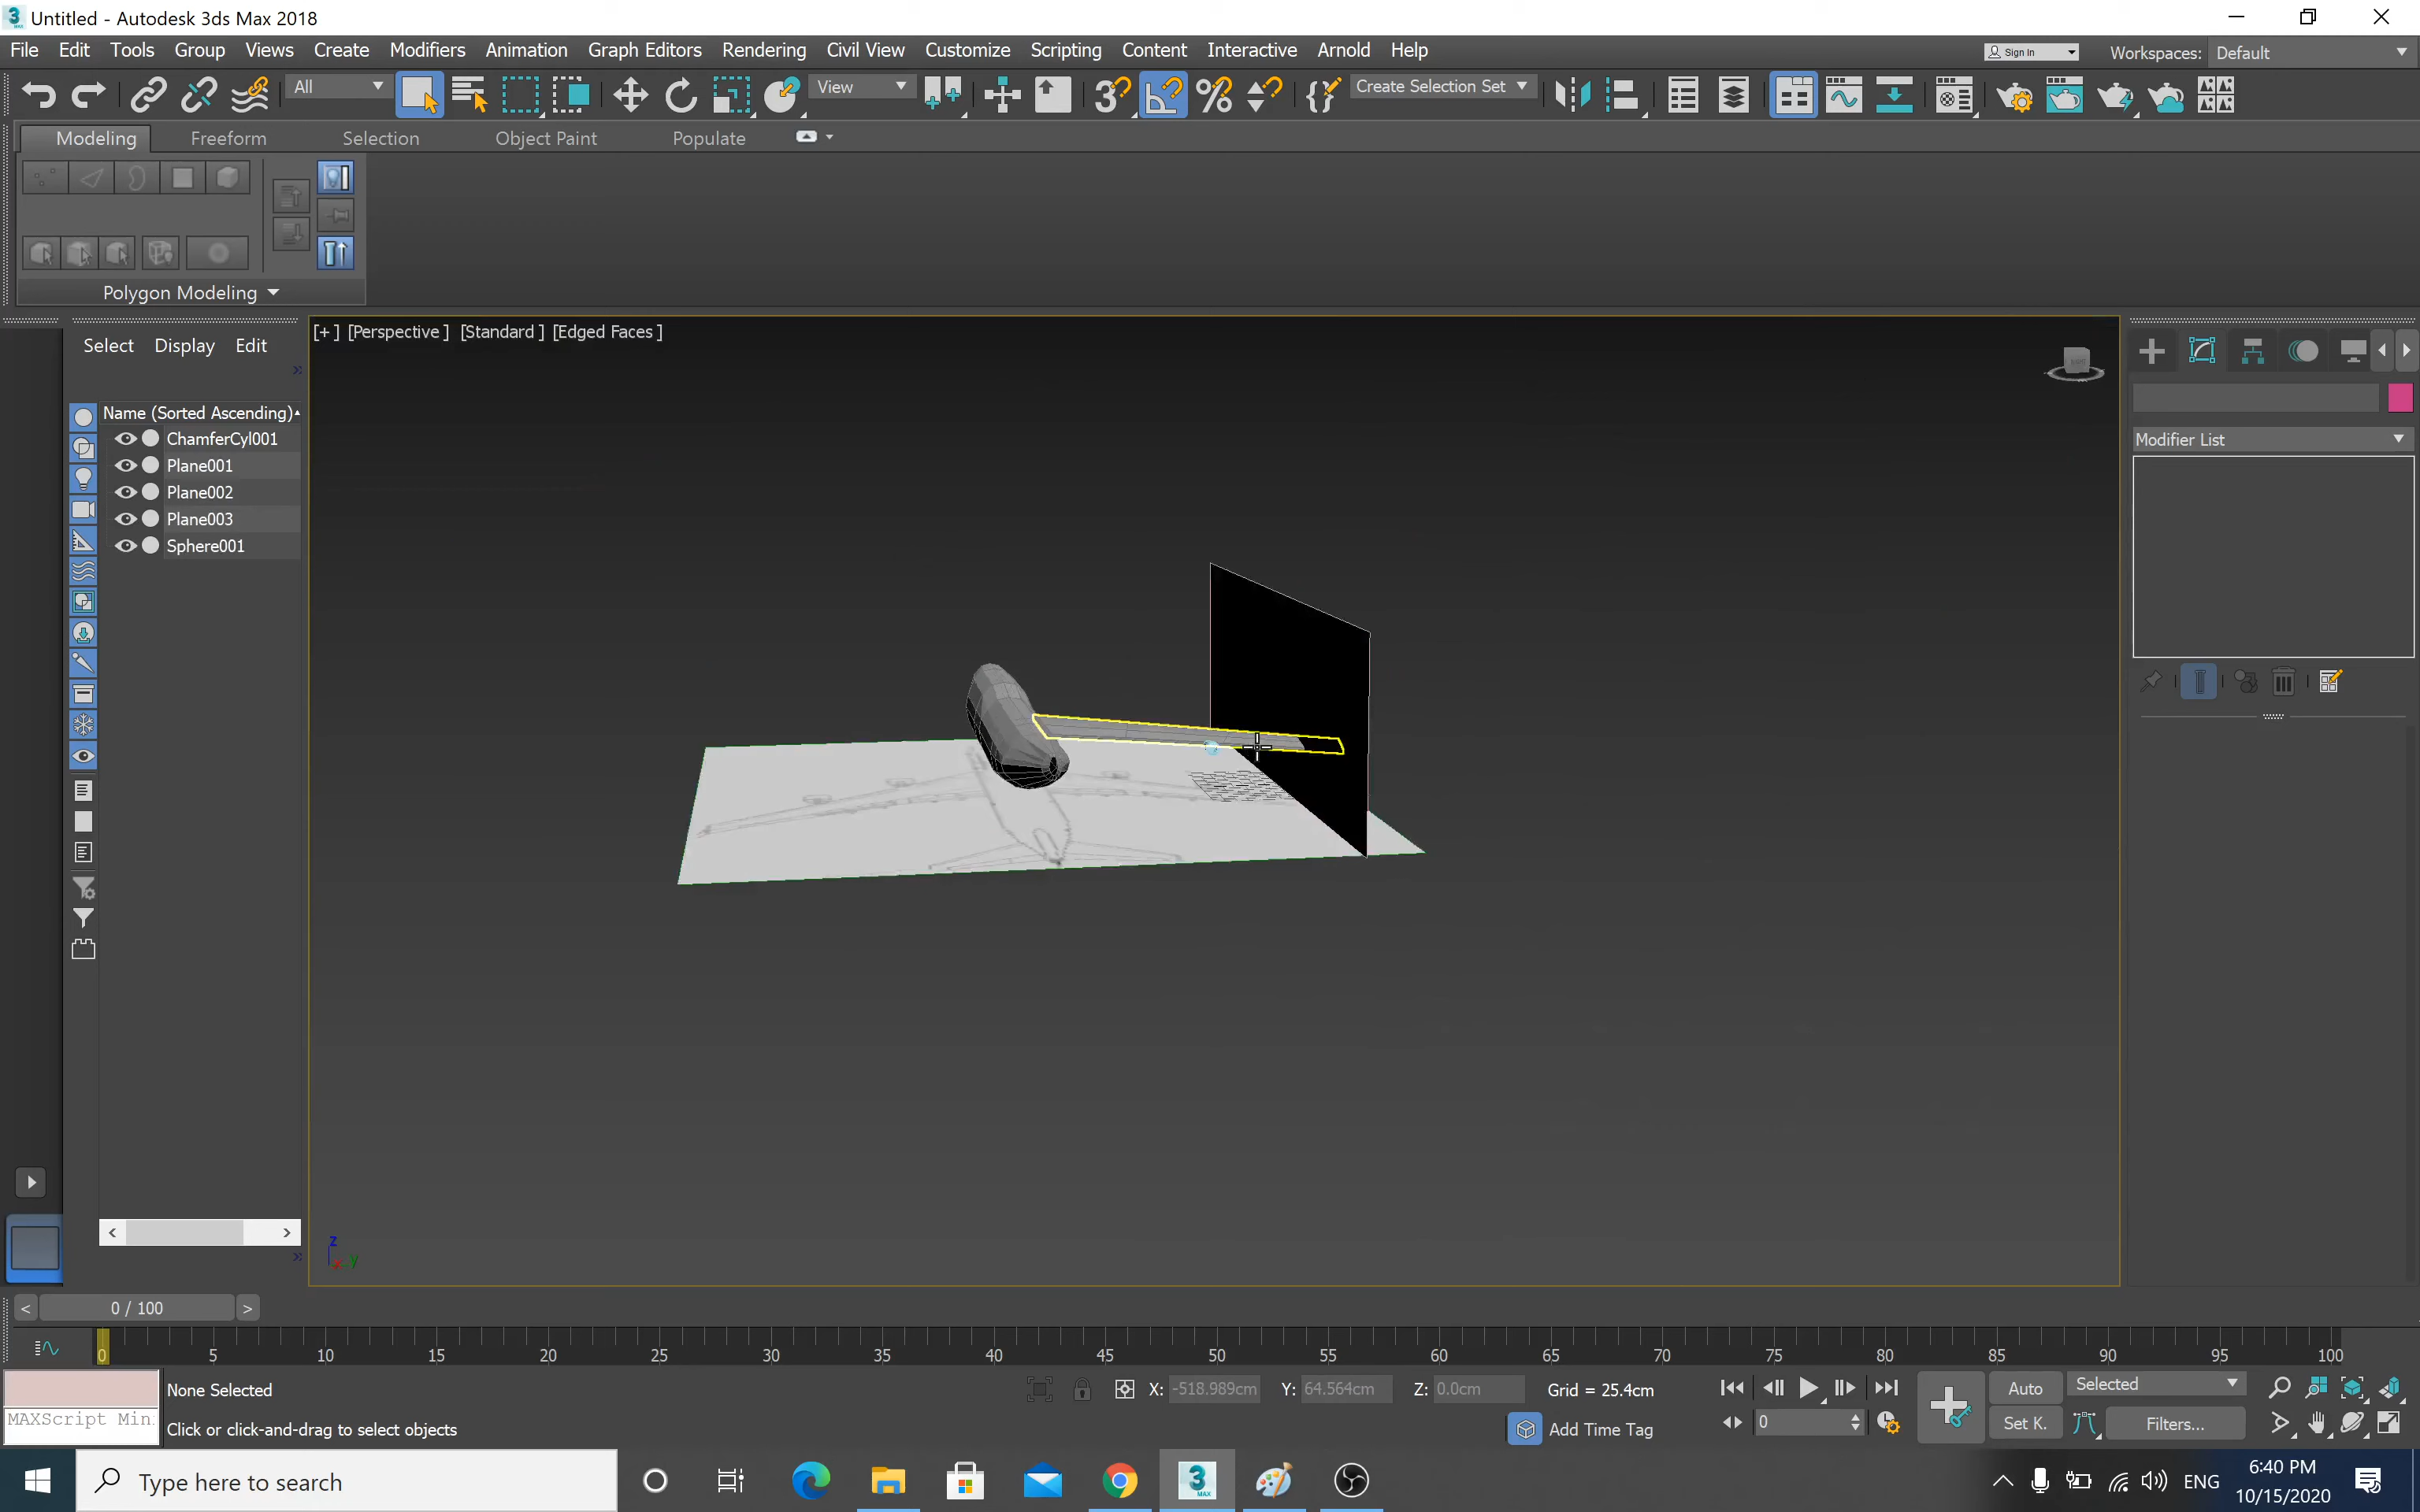 Untitled - Autodesk 3ds Max 2018
File Edit Tools Group Views Create Modifiers Animation Graph Editors Rendering Civil View Customize Scripting Content Interactive Arnold Help
Sign In
Workspaces: Default
All
View
Create Selection Set
Modeling Freeform Selection Object Paint Populate
Polygon Modeling
Select Display Edit
[+] [Perspective] [Standard] [Edged Faces]
Name (Sorted Ascending)
ChamferCyl001
Plane001
Plane002
Plane003
Sphere001
Modifier List
z
y
< 0 / 100 >
0 5 10 15 20 25 30 35 40 45 50 55 60 65 70 75 80 85 90 95 100
None Selected
X: -518.989cm Y: 64.564cm Z: 0.0cm Grid = 25.4cm
Auto Selected
MAXScript Min
Click or click-and-drag to select objects
Add Time Tag
0
Set K. Filters...
Type here to search
3
MAX
ENG
6:40 PM
10/15/2020